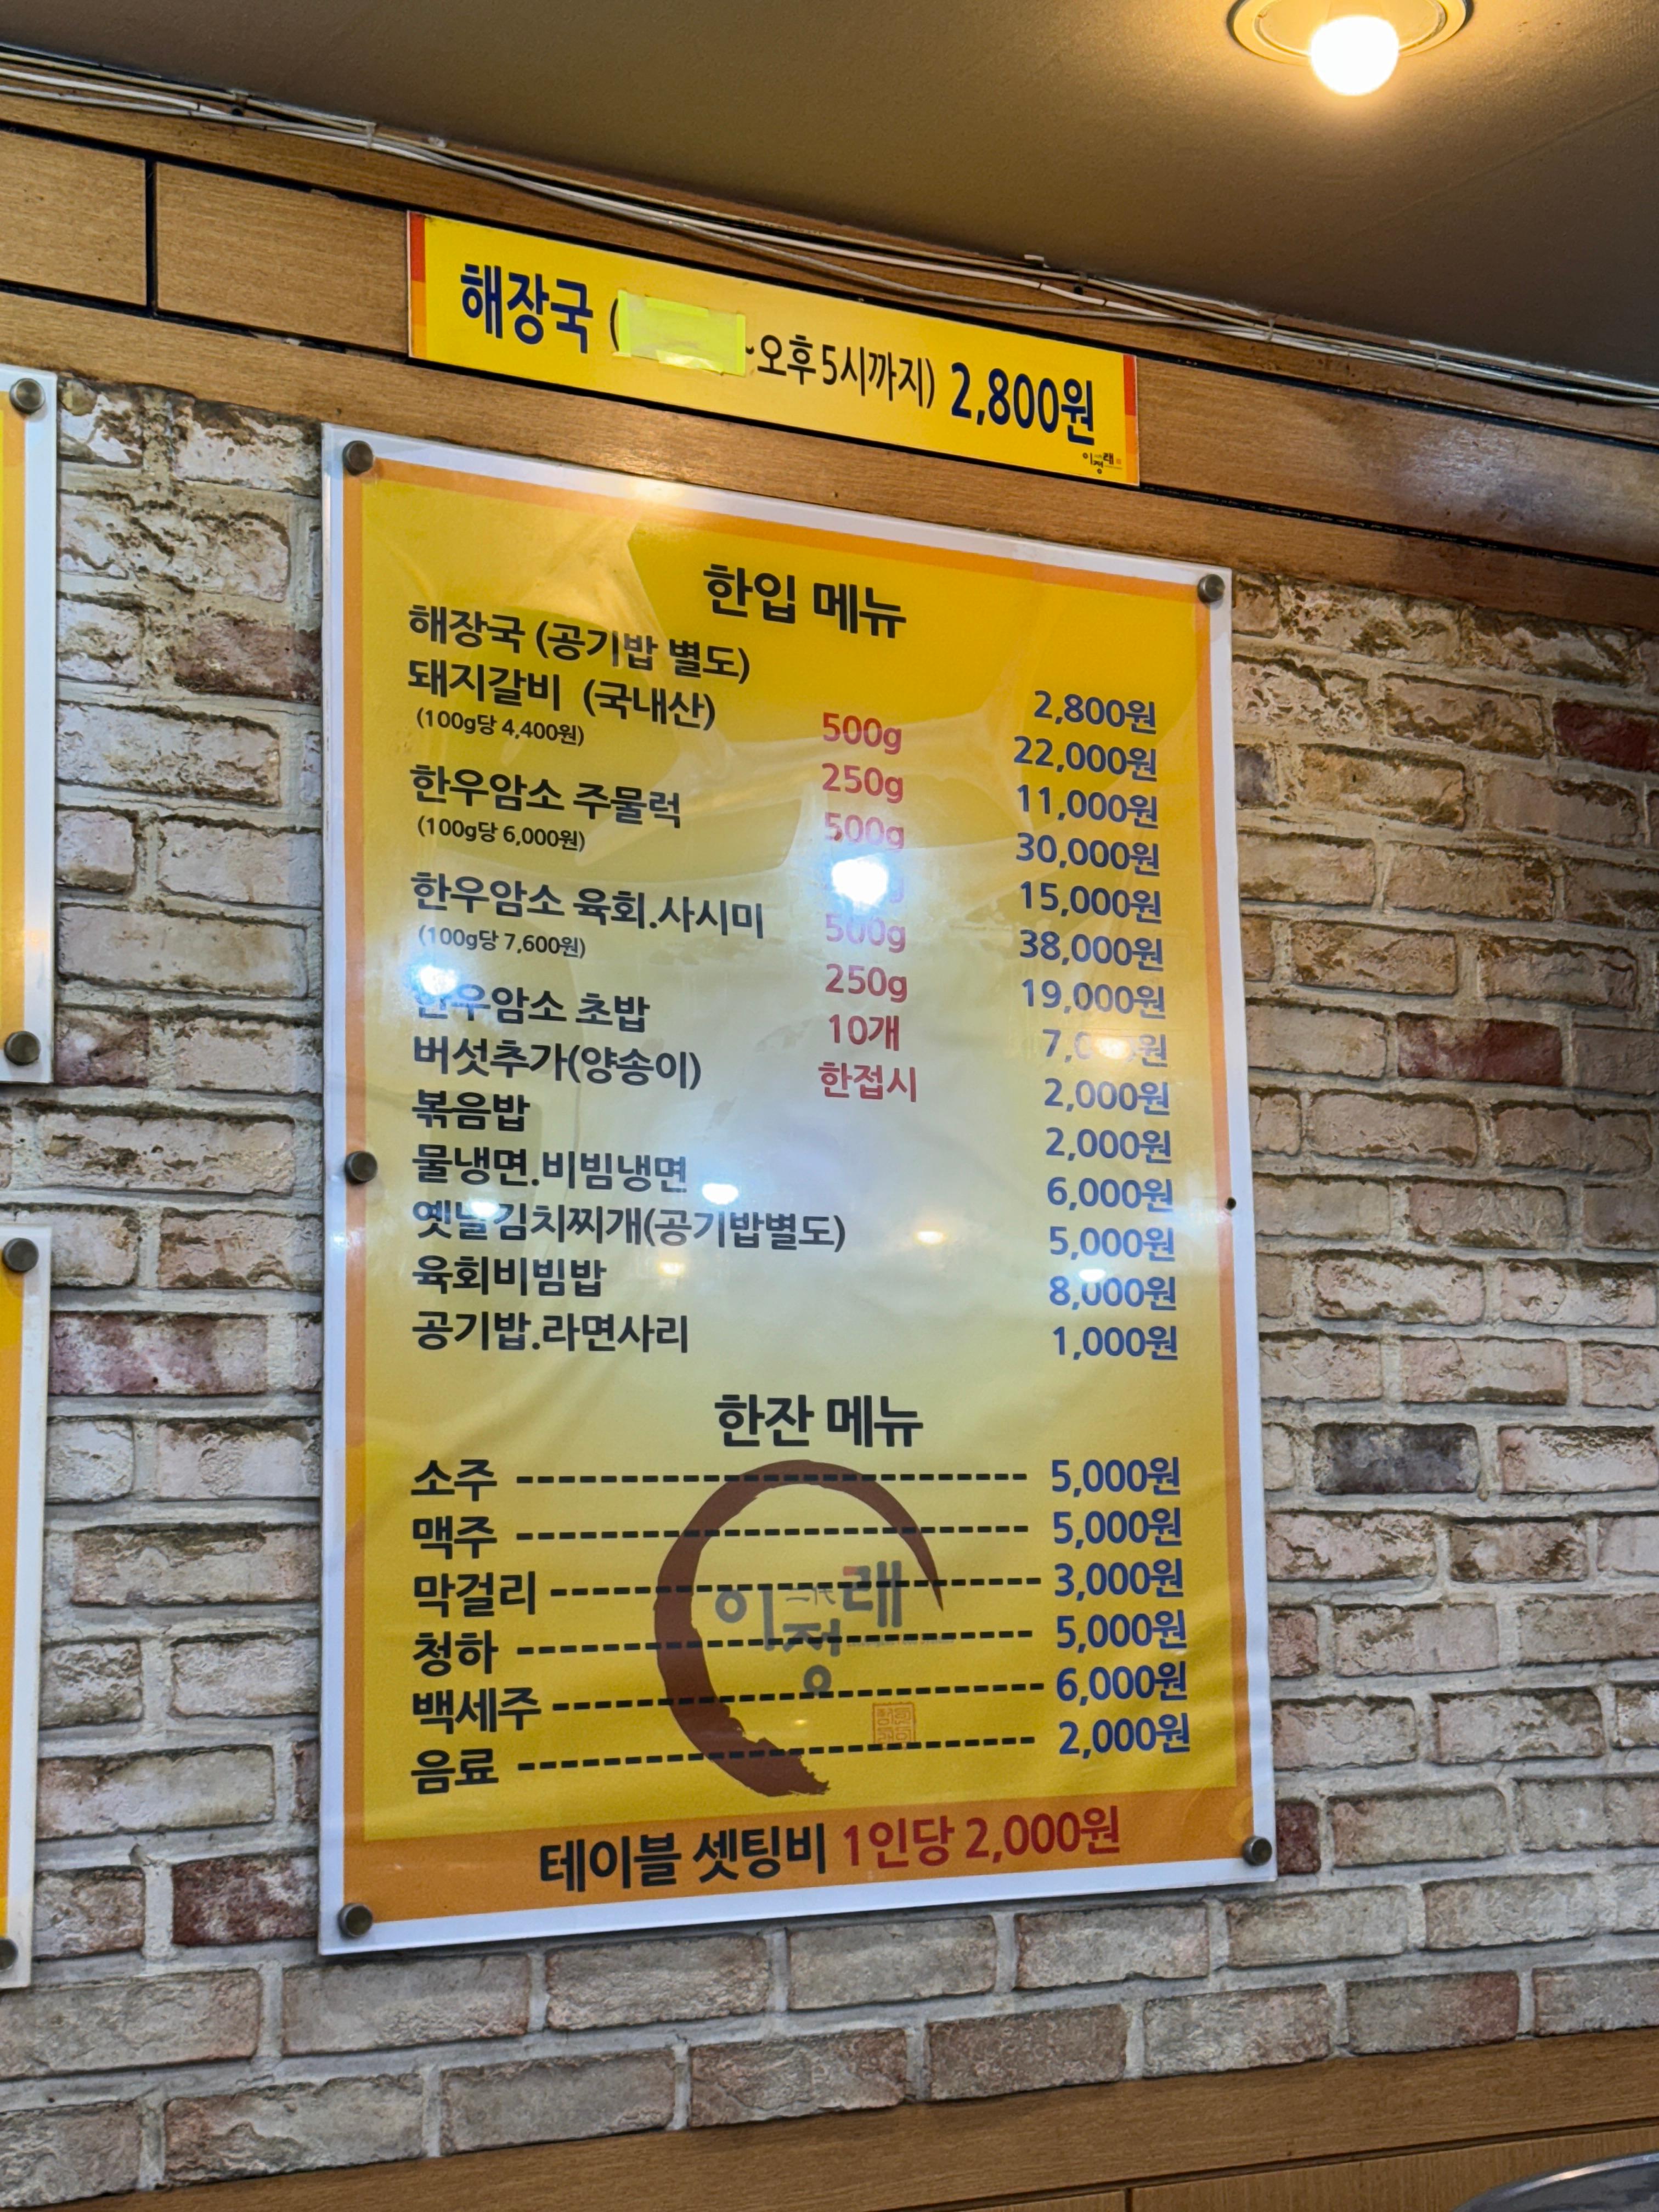 해장국 ( ~오후5시까지) 2,800원
이정래
한입 메뉴
해장국 (공기밥 별도) 2,800원
돼지갈비 (국내산) 500g 22,000원
(100g당 4,400원) 250g 11,000원
한우암소 주물럭 500g 30,000원
(100g당 6,000원) 15,000원
한우암소 육회.사시미 500g 38,000원
(100g당 7,600원) 250g 19,000원
한우암소 초밥 10개
버섯추가(양송이) 한접시 2,000원
볶음밥 2,000원
물냉면.비빔냉면 6,000원
옛날김치찌개(공기밥별도) 5,000원
육회비빔밥 8,000원
공기밥.라면사리 1,000원
한잔 메뉴
소주 -------------------------- 5,000원
맥주 -------------------------- 5,000원
막걸리 ------------------------- 3,000원
청하 -------------------------- 5,000원
백세주 ------------------------- 6,000원
음료 -------------------------- 2,000원
이정래
테이블 셋팅비 1인당 2,000원